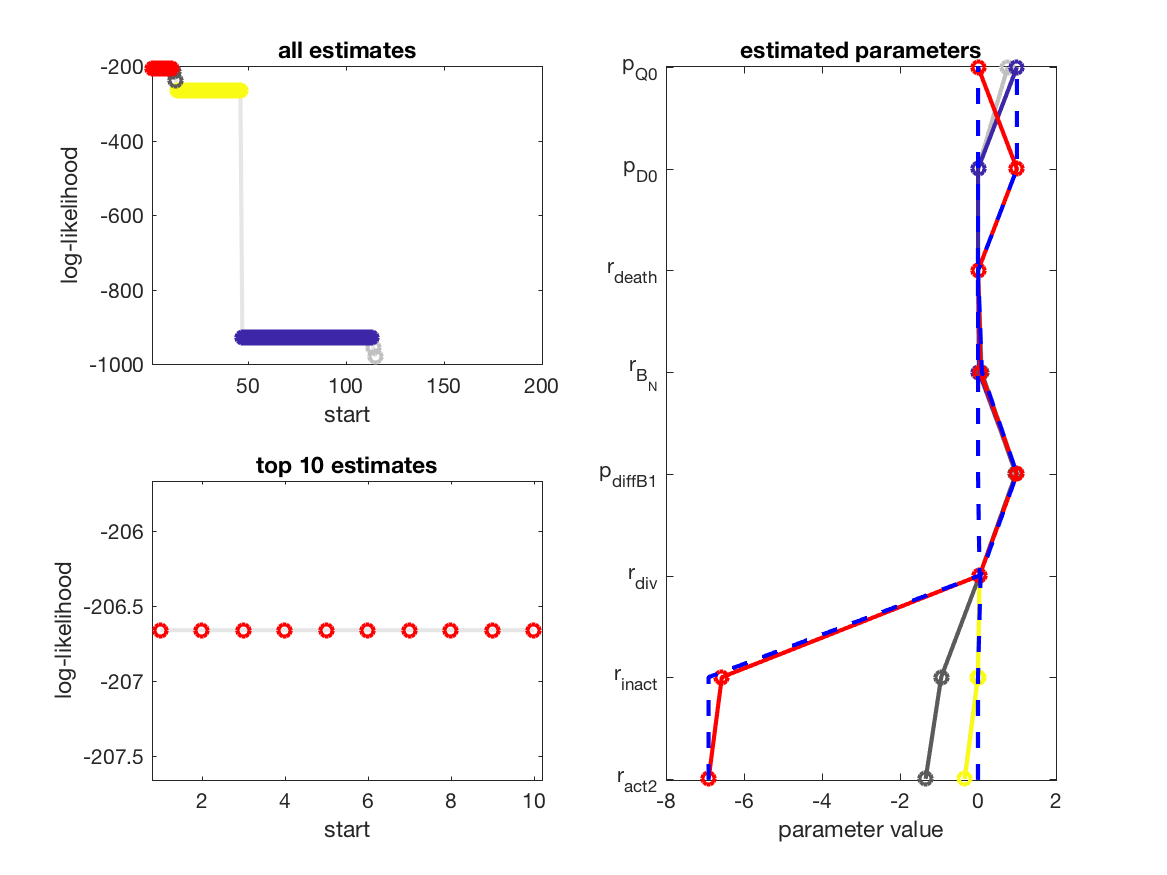 all estimates
-200
-400
-600
-800
-1000
50
100
150
200
log-likelihood
start
top 10 estimates
-206
-206.5
-207
-207.5
2
4
6
8
10
log-likelihood
start
estimated parameters
p_Q0
p_D0
r_death
r_B_N
p_diffB1
r_div
r_inact
r_act2
-8
-6
-4
-2
0
2
parameter value